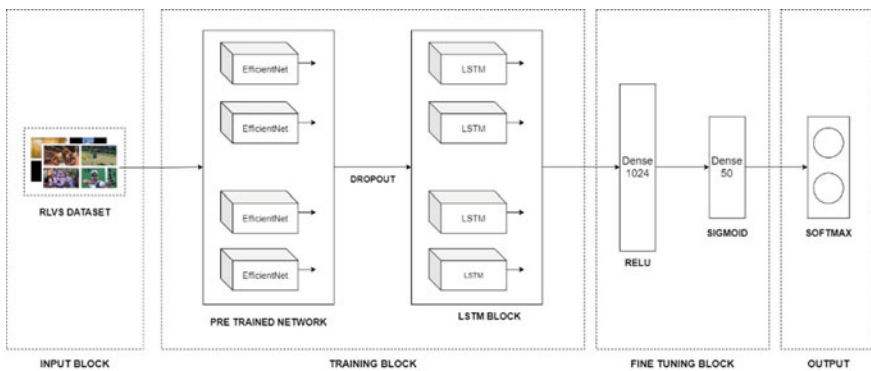 EfficientNet
EfficientNet
EfficientNet
EfficientNet
LSTM
LSTM
LSTM
LSTM
DROPOUT
Dense
1024
Dense
50
RLVS DATASET
PRE TRAINED NETWORK
LSTM BLOCK
RELU
SIGMOID
SOFTMAX
INPUT BLOCK
TRAINING BLOCK
FINE TUNING BLOCK
OUTPUT